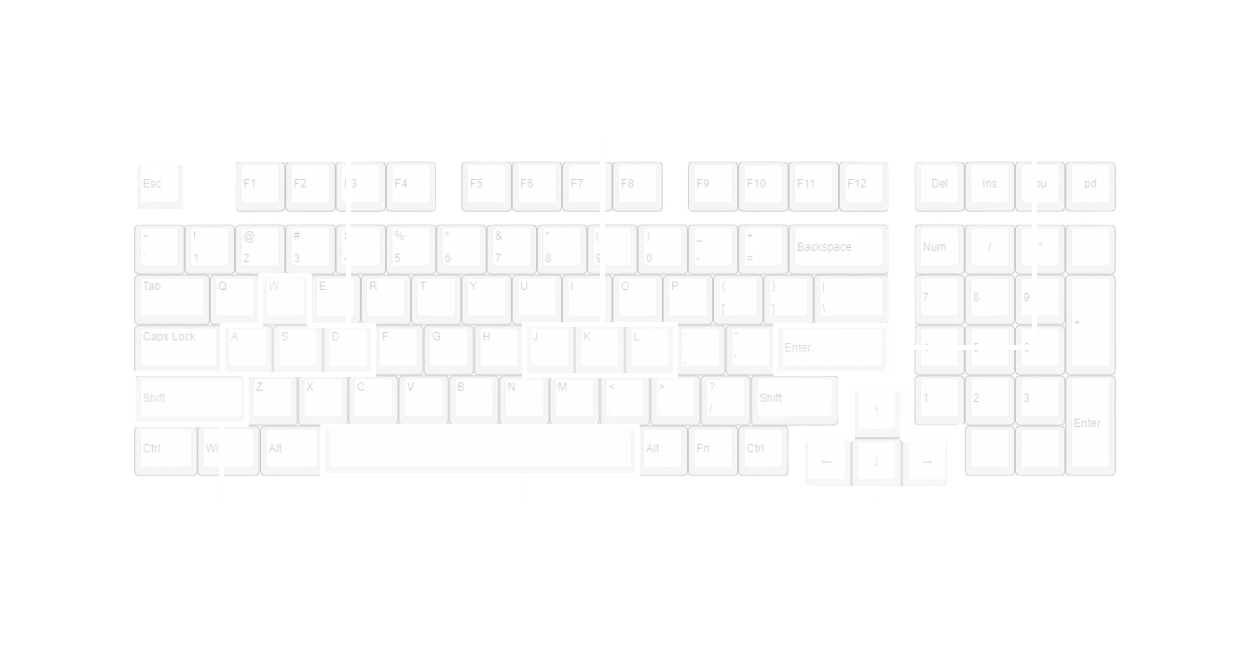 Esc F1 F2 F4 F5 F6 F7 F8 F9 F10 F11 F12 Del Ins pd
~ ! @ # % ^ & * ( ) _ + Backspace Num / *
1 2 3 5 6 7 8 9 0 - =
Tab Q W E R T Y U I O P { } | 7 8 9
[ ] \
+
Caps Lock A S D F G H J K L : " Enter
Shift Z X C V B N M < > ? Shift ↑ 1 2 3
. /
Enter
Ctrl Alt Alt Fn Ctrl ← ↓ →